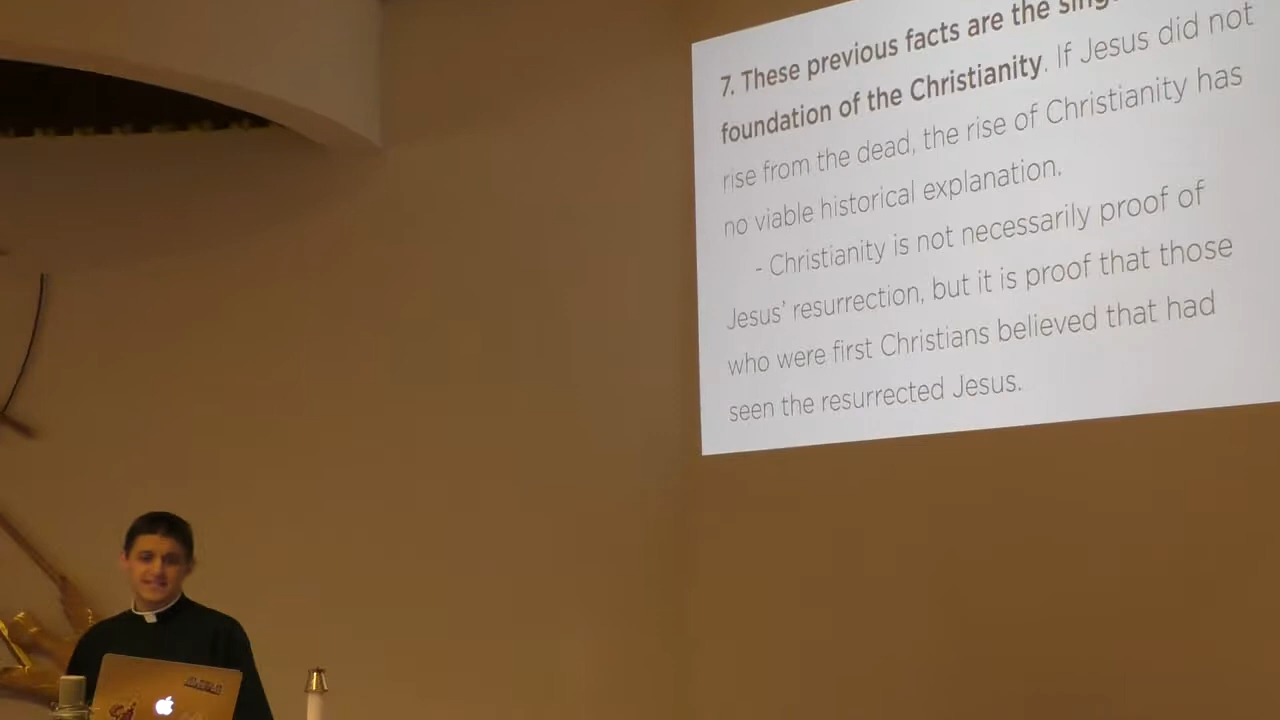 7. These previous facts are the
foundation of the Christianity. If Jesus did not
rise from the dead, the rise of Christianity has
no viable historical explanation.
- Christianity is not necessarily proof of
Jesus' resurrection, but it is proof that those
who were first Christians believed that had
seen the resurrected Jesus.